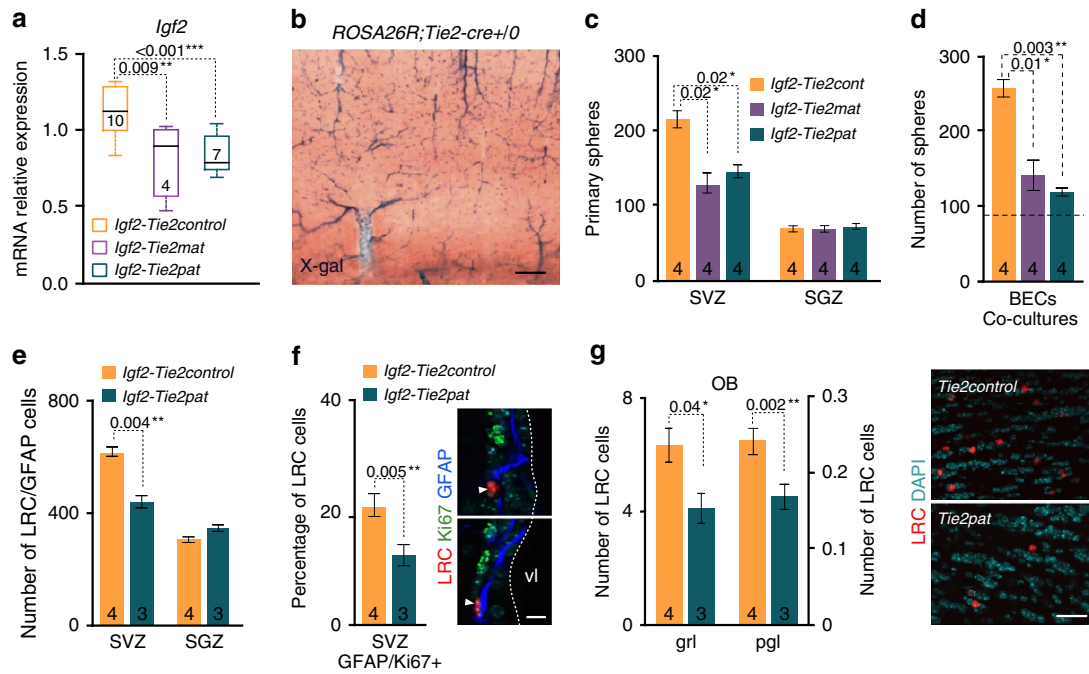 a
Igf2
mRNA relative expression
1.5
1.0
0.5
0.0
<0.001***
0.009**
10
4
7
Igf2-Tie2control
Igf2-Tie2mat
Igf2-Tie2pat
b
ROSA26R;Tie2-cre+/0
X-gal
c
Primary spheres
300
200
100
0
0.02*
0.02*
Igf2-Tie2cont
Igf2-Tie2mat
Igf2-Tie2pat
4 4 4 4 4 4
SVZ SGZ
d
Number of spheres
300
200
100
0
0.003**
0.01*
4 4 4
BECs
Co-cultures
e
Igf2-Tie2control
Igf2-Tie2pat
Number of LRC/GFAP cells
800
400
0
0.004**
4 3 4 3
SVZ SGZ
f
Igf2-Tie2control
Igf2-Tie2pat
Percentage of LRC cells
40
20
0
0.005**
4 3
SVZ
GFAP/Ki67+
LRC Ki67 GFAP
vl
g
OB
Number of LRC cells
8
4
0
0.04*
0.002**
4 3 4 3
grl pgl
0.3
0.2
0.1
0
Number of LRC cells
LRC DAPI
Tie2control
Tie2pat